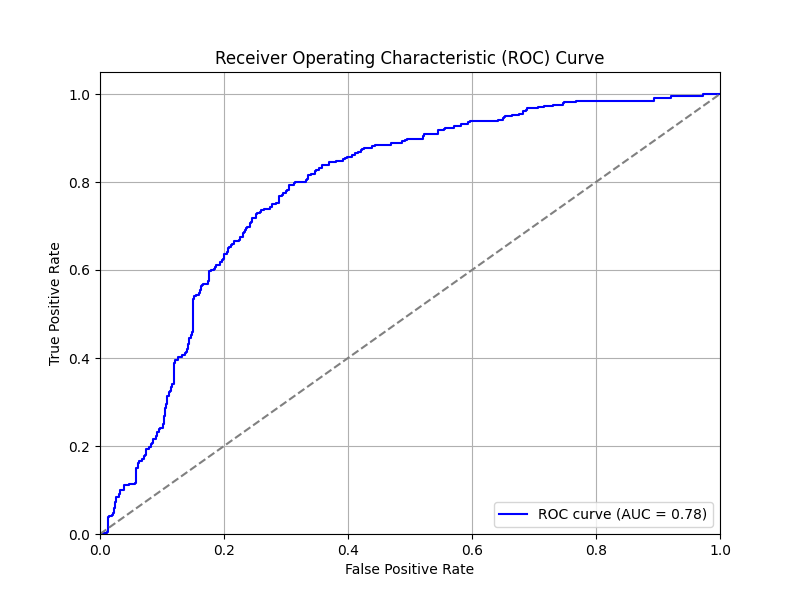 Receiver Operating Characteristic (ROC) Curve
1.0
0.8
0.6
0.4
0.2
0.0
True Positive Rate
ROC curve (AUC = 0.78)
0.0 0.2 0.4 0.6 0.8 1.0
False Positive Rate